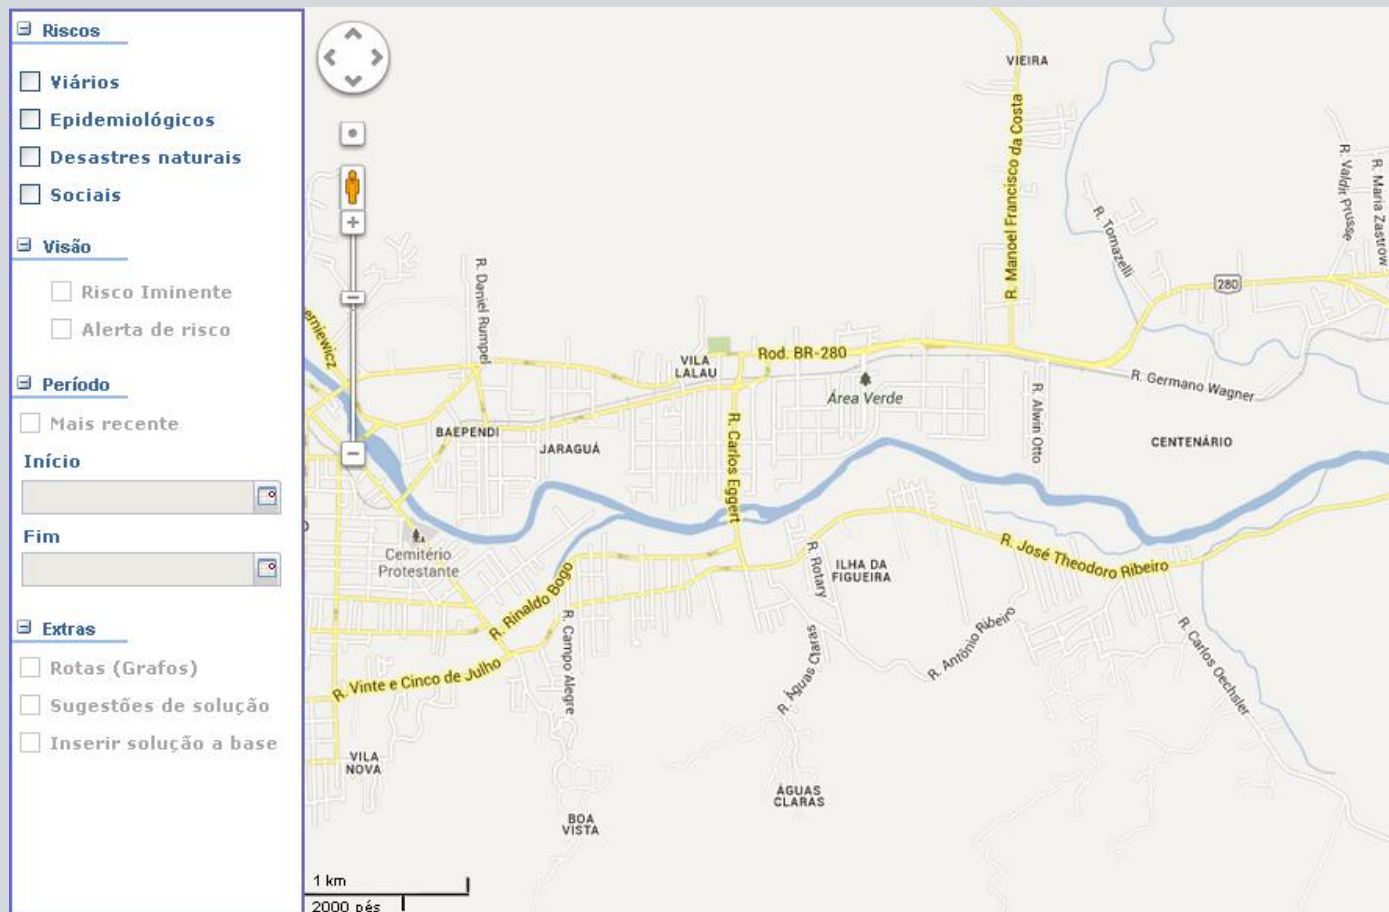 Riscos
Viários
Epidemiológicos
Desastres naturais
Sociais
Visão
Risco Iminente
Alerta de risco
Período
Mais recente
Início
Fim
Extras
Rotas (Grafos)
Sugestões de solução
Inserir solução a base
VIEIRA
R. Manoel Francisco da Costa
R. Tomazelli
R. Valdir Prusse
R. Maria Zastrow
280
R. Daniel Rumpel
VILA
LALAU
Rod. BR-280
Área Verde
R. Germano Wagner
R. Alwin Otto
CENTENÁRIO
BAEPENDI
JARAGUÁ
R. Carlos Eggert
Cemitério
Protestante
R. Rinaldo Bogo
R. Campo Alegre
R. Vinte e Cinco de Julho
R. Rotary
ILHA DA
FIGUEIRA
R. José Theodoro Ribeiro
R. Antônio Ribeiro
R. Águas Claras
R. Carlos Oechsler
VILA
NOVA
BOA
VISTA
ÁGUAS
CLARAS
1 km
2000 pés